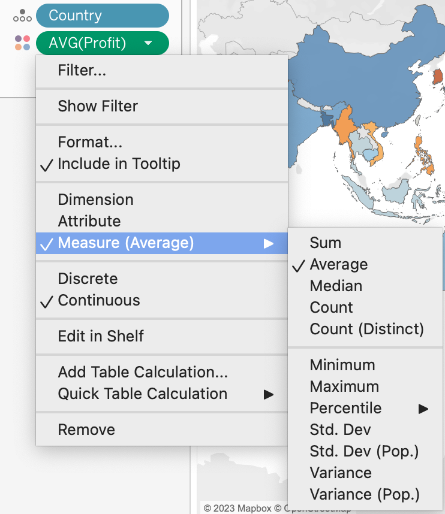 Country
AVG(Profit)
Filter...
Show Filter
Format...
Include in Tooltip
Dimension
Attribute
Measure (Average)
Discrete
Continuous
Edit in Shelf
Add Table Calculation...
Quick Table Calculation
Remove
Sum
Average
Median
Count
Count (Distinct)
Minimum
Maximum
Percentile
Std. Dev
Std. Dev (Pop.)
Variance
Variance (Pop.)
© 2023 Mapbox © OpenStreetMap